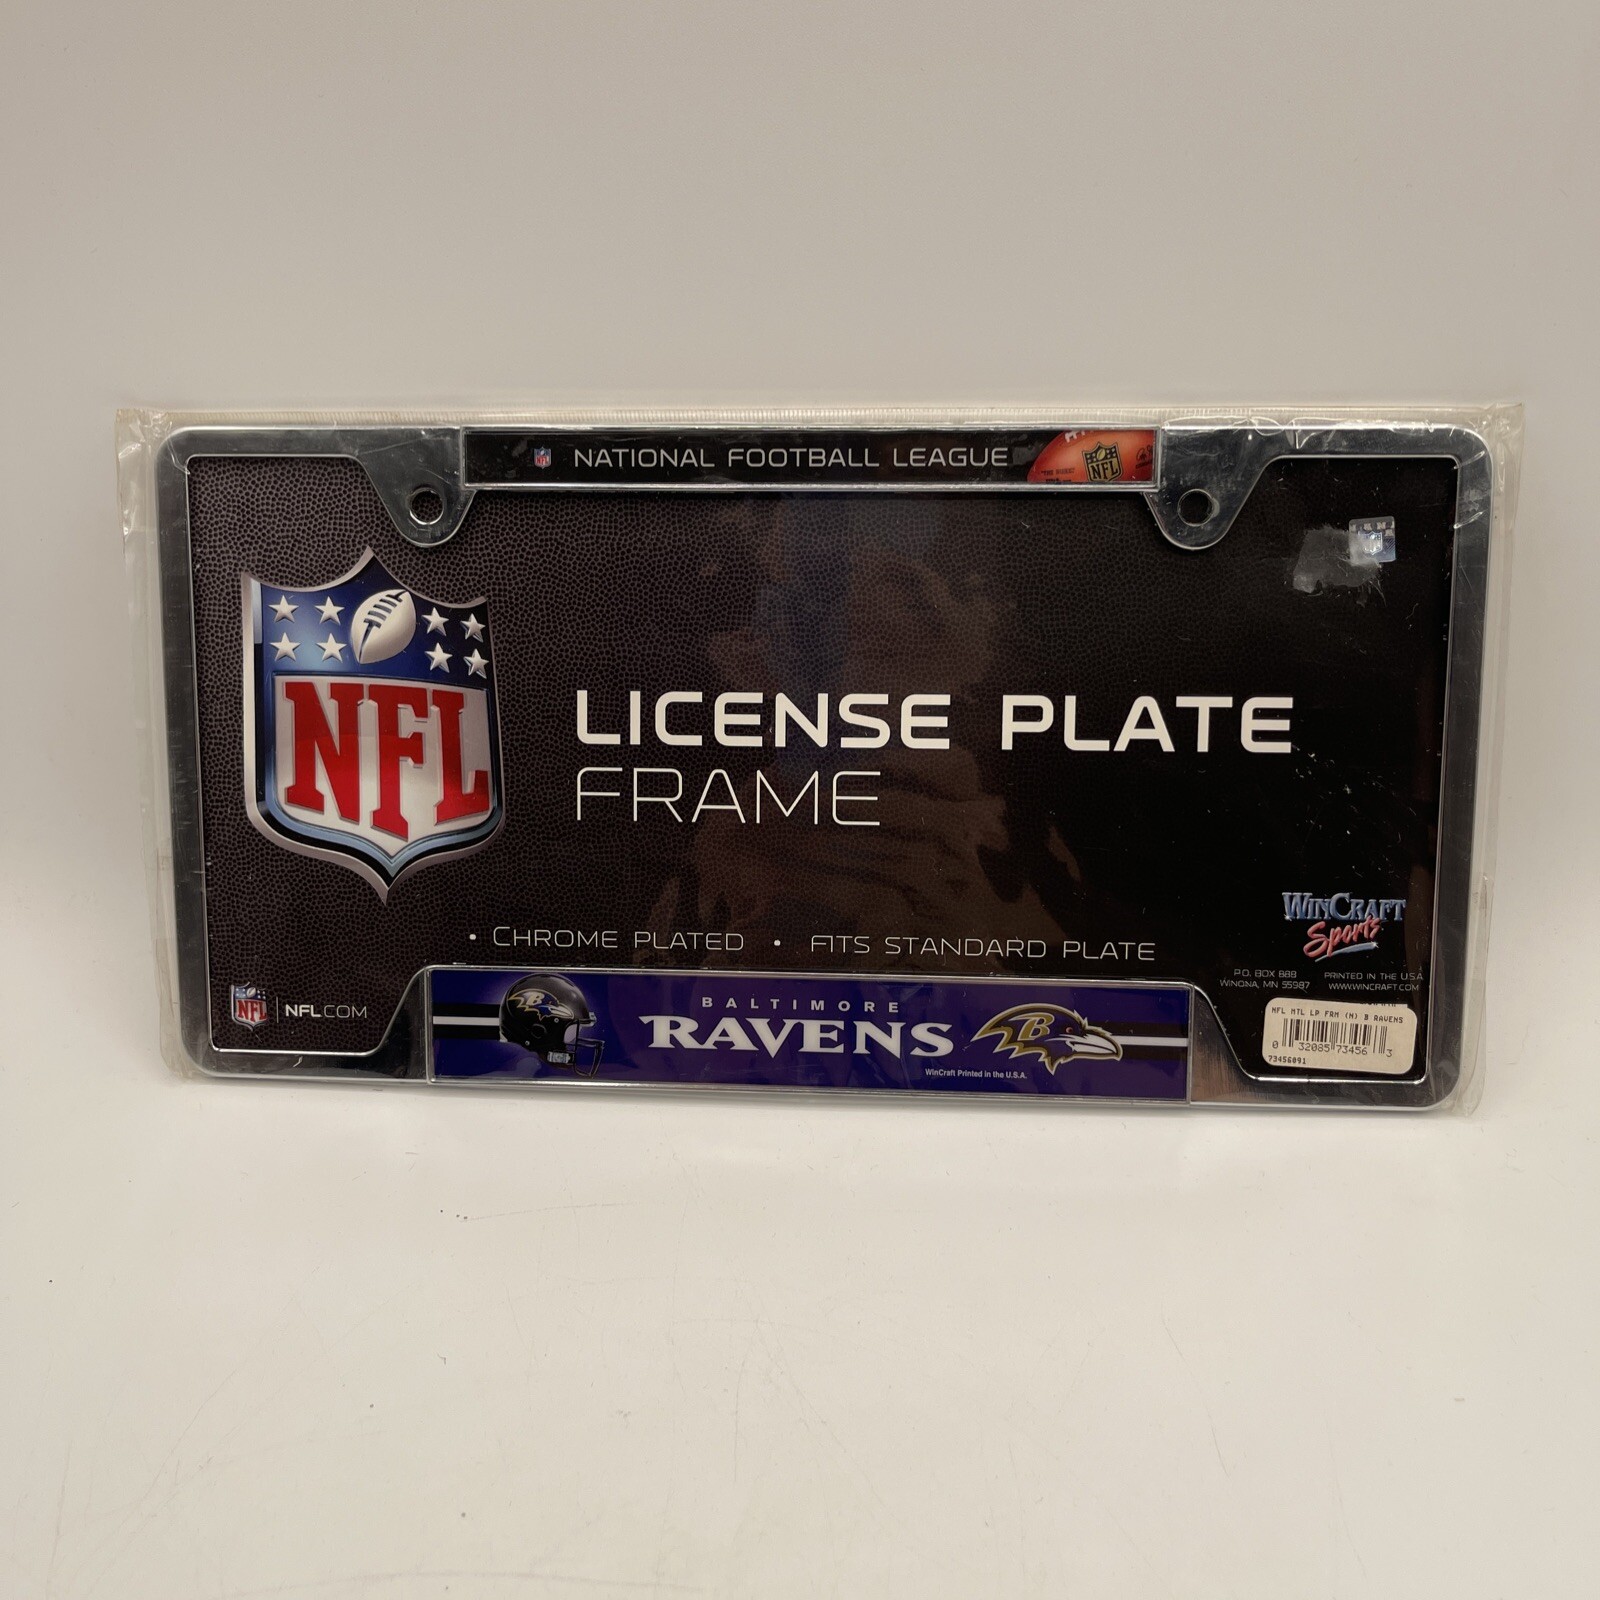 NATIONAL FOOTBALL LEAGUE
NFL
NFL
LICENSE PLATE
FRAME
• CHROME PLATED • FITS STANDARD PLATE
WINCRAFT
Sports
P.O. BOX 888
WINONA, MN 55987
PRINTED IN THE U.S.A.
WWW.WINCRAFT.COM
NFL
NFL.COM
B
BALTIMORE
RAVENS
B
WinCraft Printed in the U.S.A.
NFL MTL LP FRM (N) B RAVENS
0 32085 73456 3
73456091